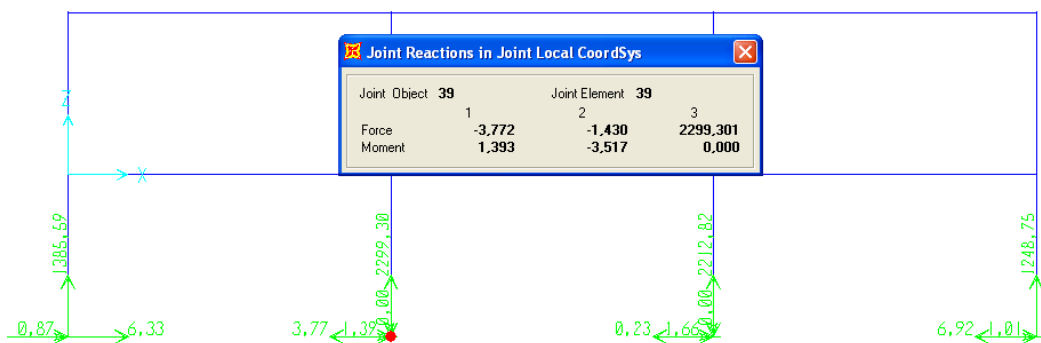 Joint Reactions in Joint Local CoordSys
Joint Object 39 Joint Element 39
1 2 3
Force -3,772 -1,430 2299,301
Moment 1,393 -3,517 0,000
Z
X
1385,59
2299,30
2212,82
1248,75
0,00
0,00
0,87 6,33 3,77 1,39 0,23 1,66 6,92 1,01